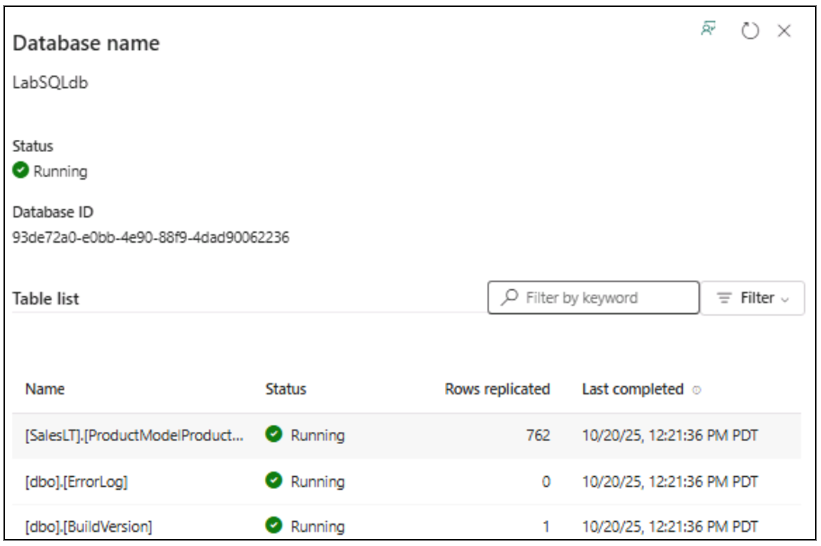 Database name
LabSQLdb
Status
Running
Database ID
93de72a0-e0bb-4e90-88f9-4dad90062236
Table list
Filter by keyword
Filter
Name Status Rows replicated Last completed
[SalesLT].[ProductModelProduct... Running 762 10/20/25, 12:21:36 PM PDT
[dbo].[ErrorLog] Running 0 10/20/25, 12:21:36 PM PDT
[dbo].[BuildVersion] Running 1 10/20/25, 12:21:36 PM PDT